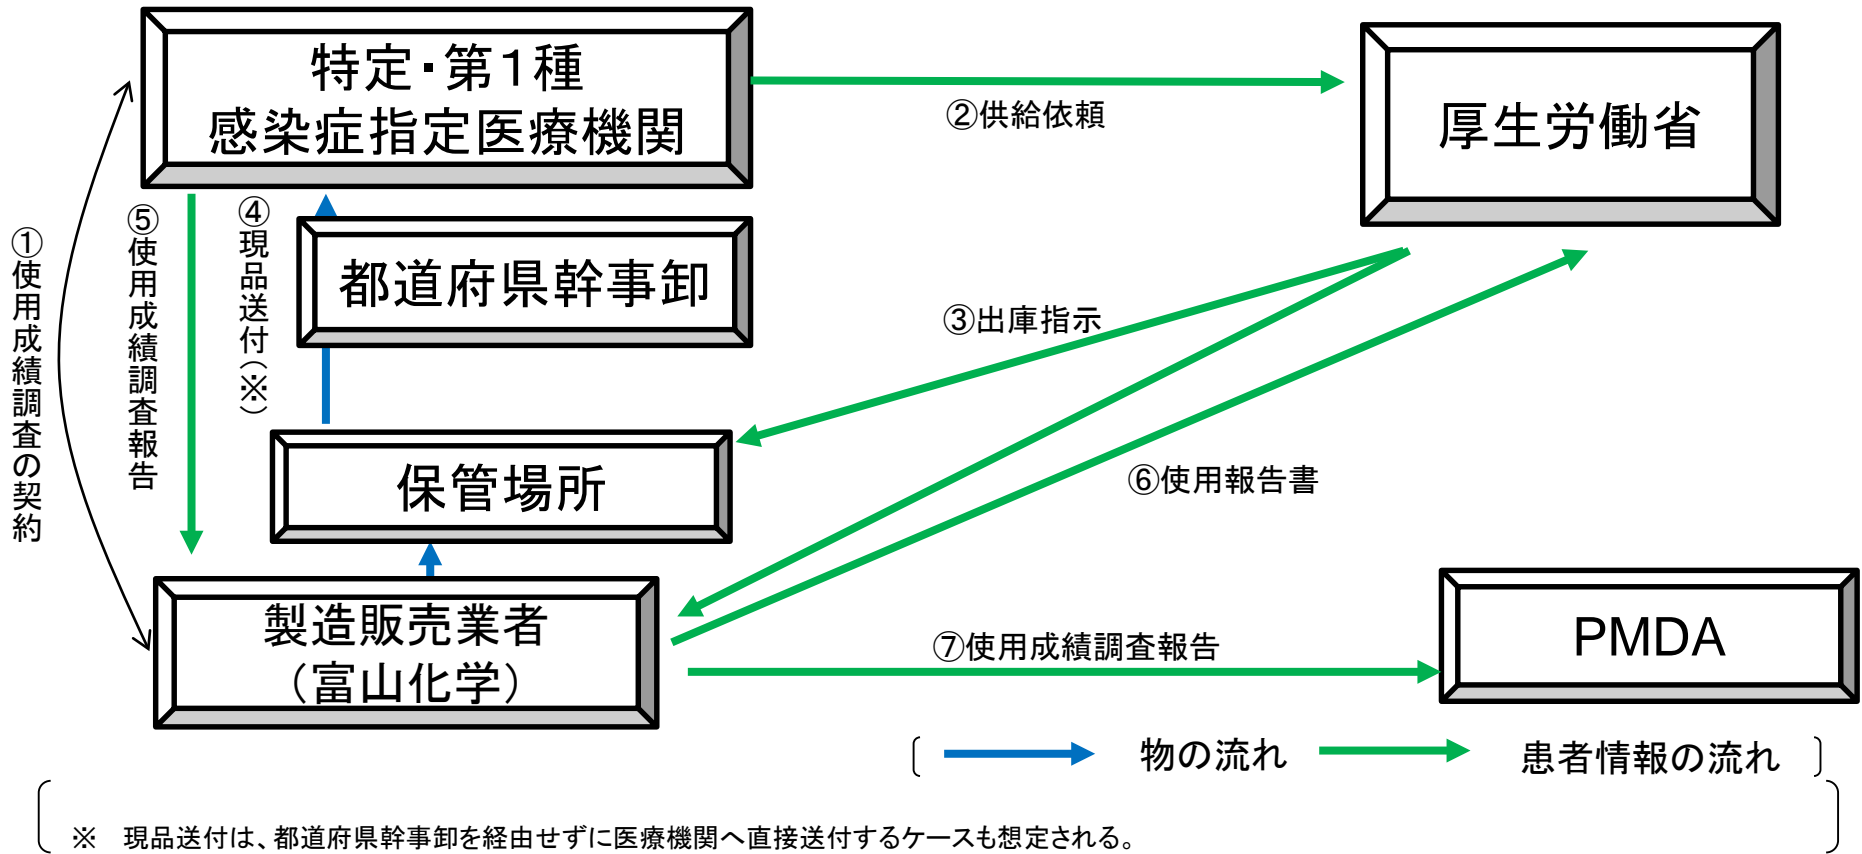 特定・第1種
感染症指定医療機関
厚生労働省
②供給依頼
①使用成績調査の契約
⑤使用成績調査報告
④現品送付(※)
都道府県幹事卸
③出庫指示
保管場所
⑥使用報告書
製造販売業者
(富山化学)
⑦使用成績調査報告
PMDA
物の流れ
患者情報の流れ
※ 現品送付は、都道府県幹事卸を経由せずに医療機関へ直接送付するケースも想定される。